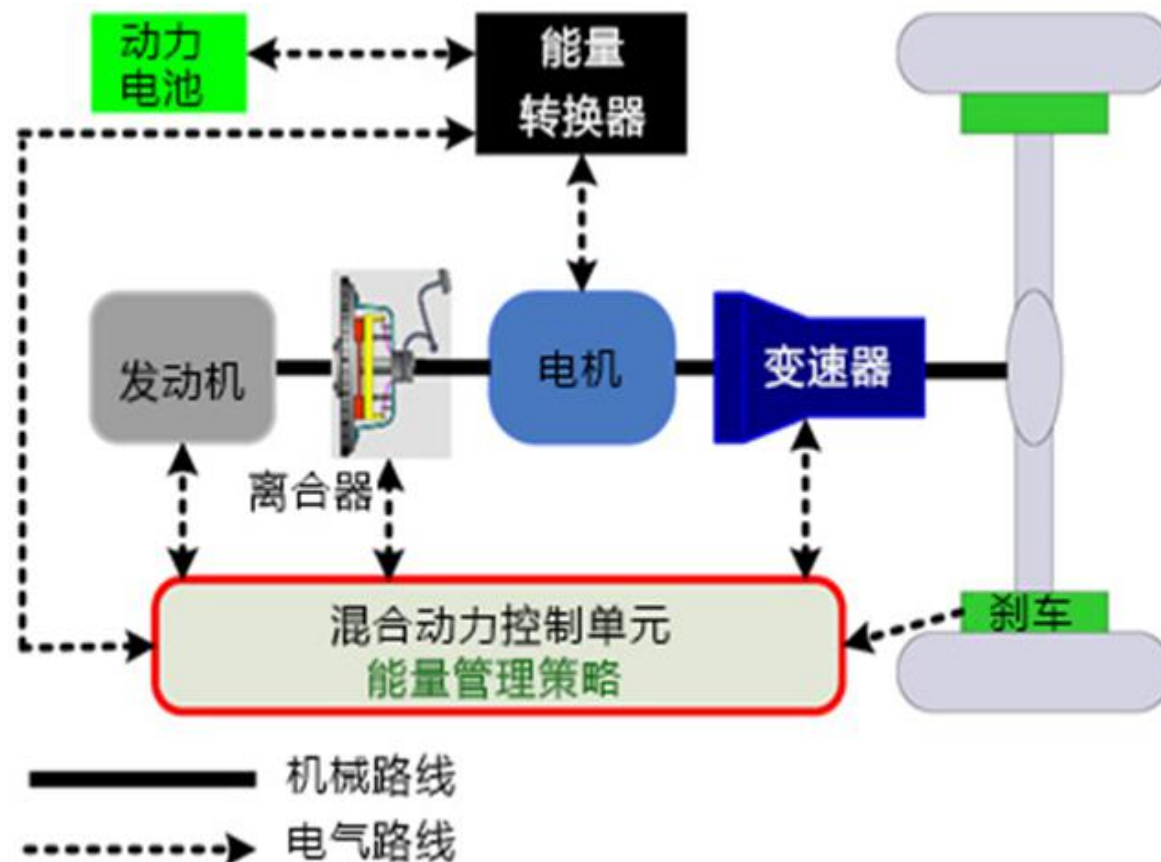 动力
电池
能量
转换器
发动机
离合器
电机
变速器
混合动力控制单元
能量管理策略
刹车
机械路线
电气路线